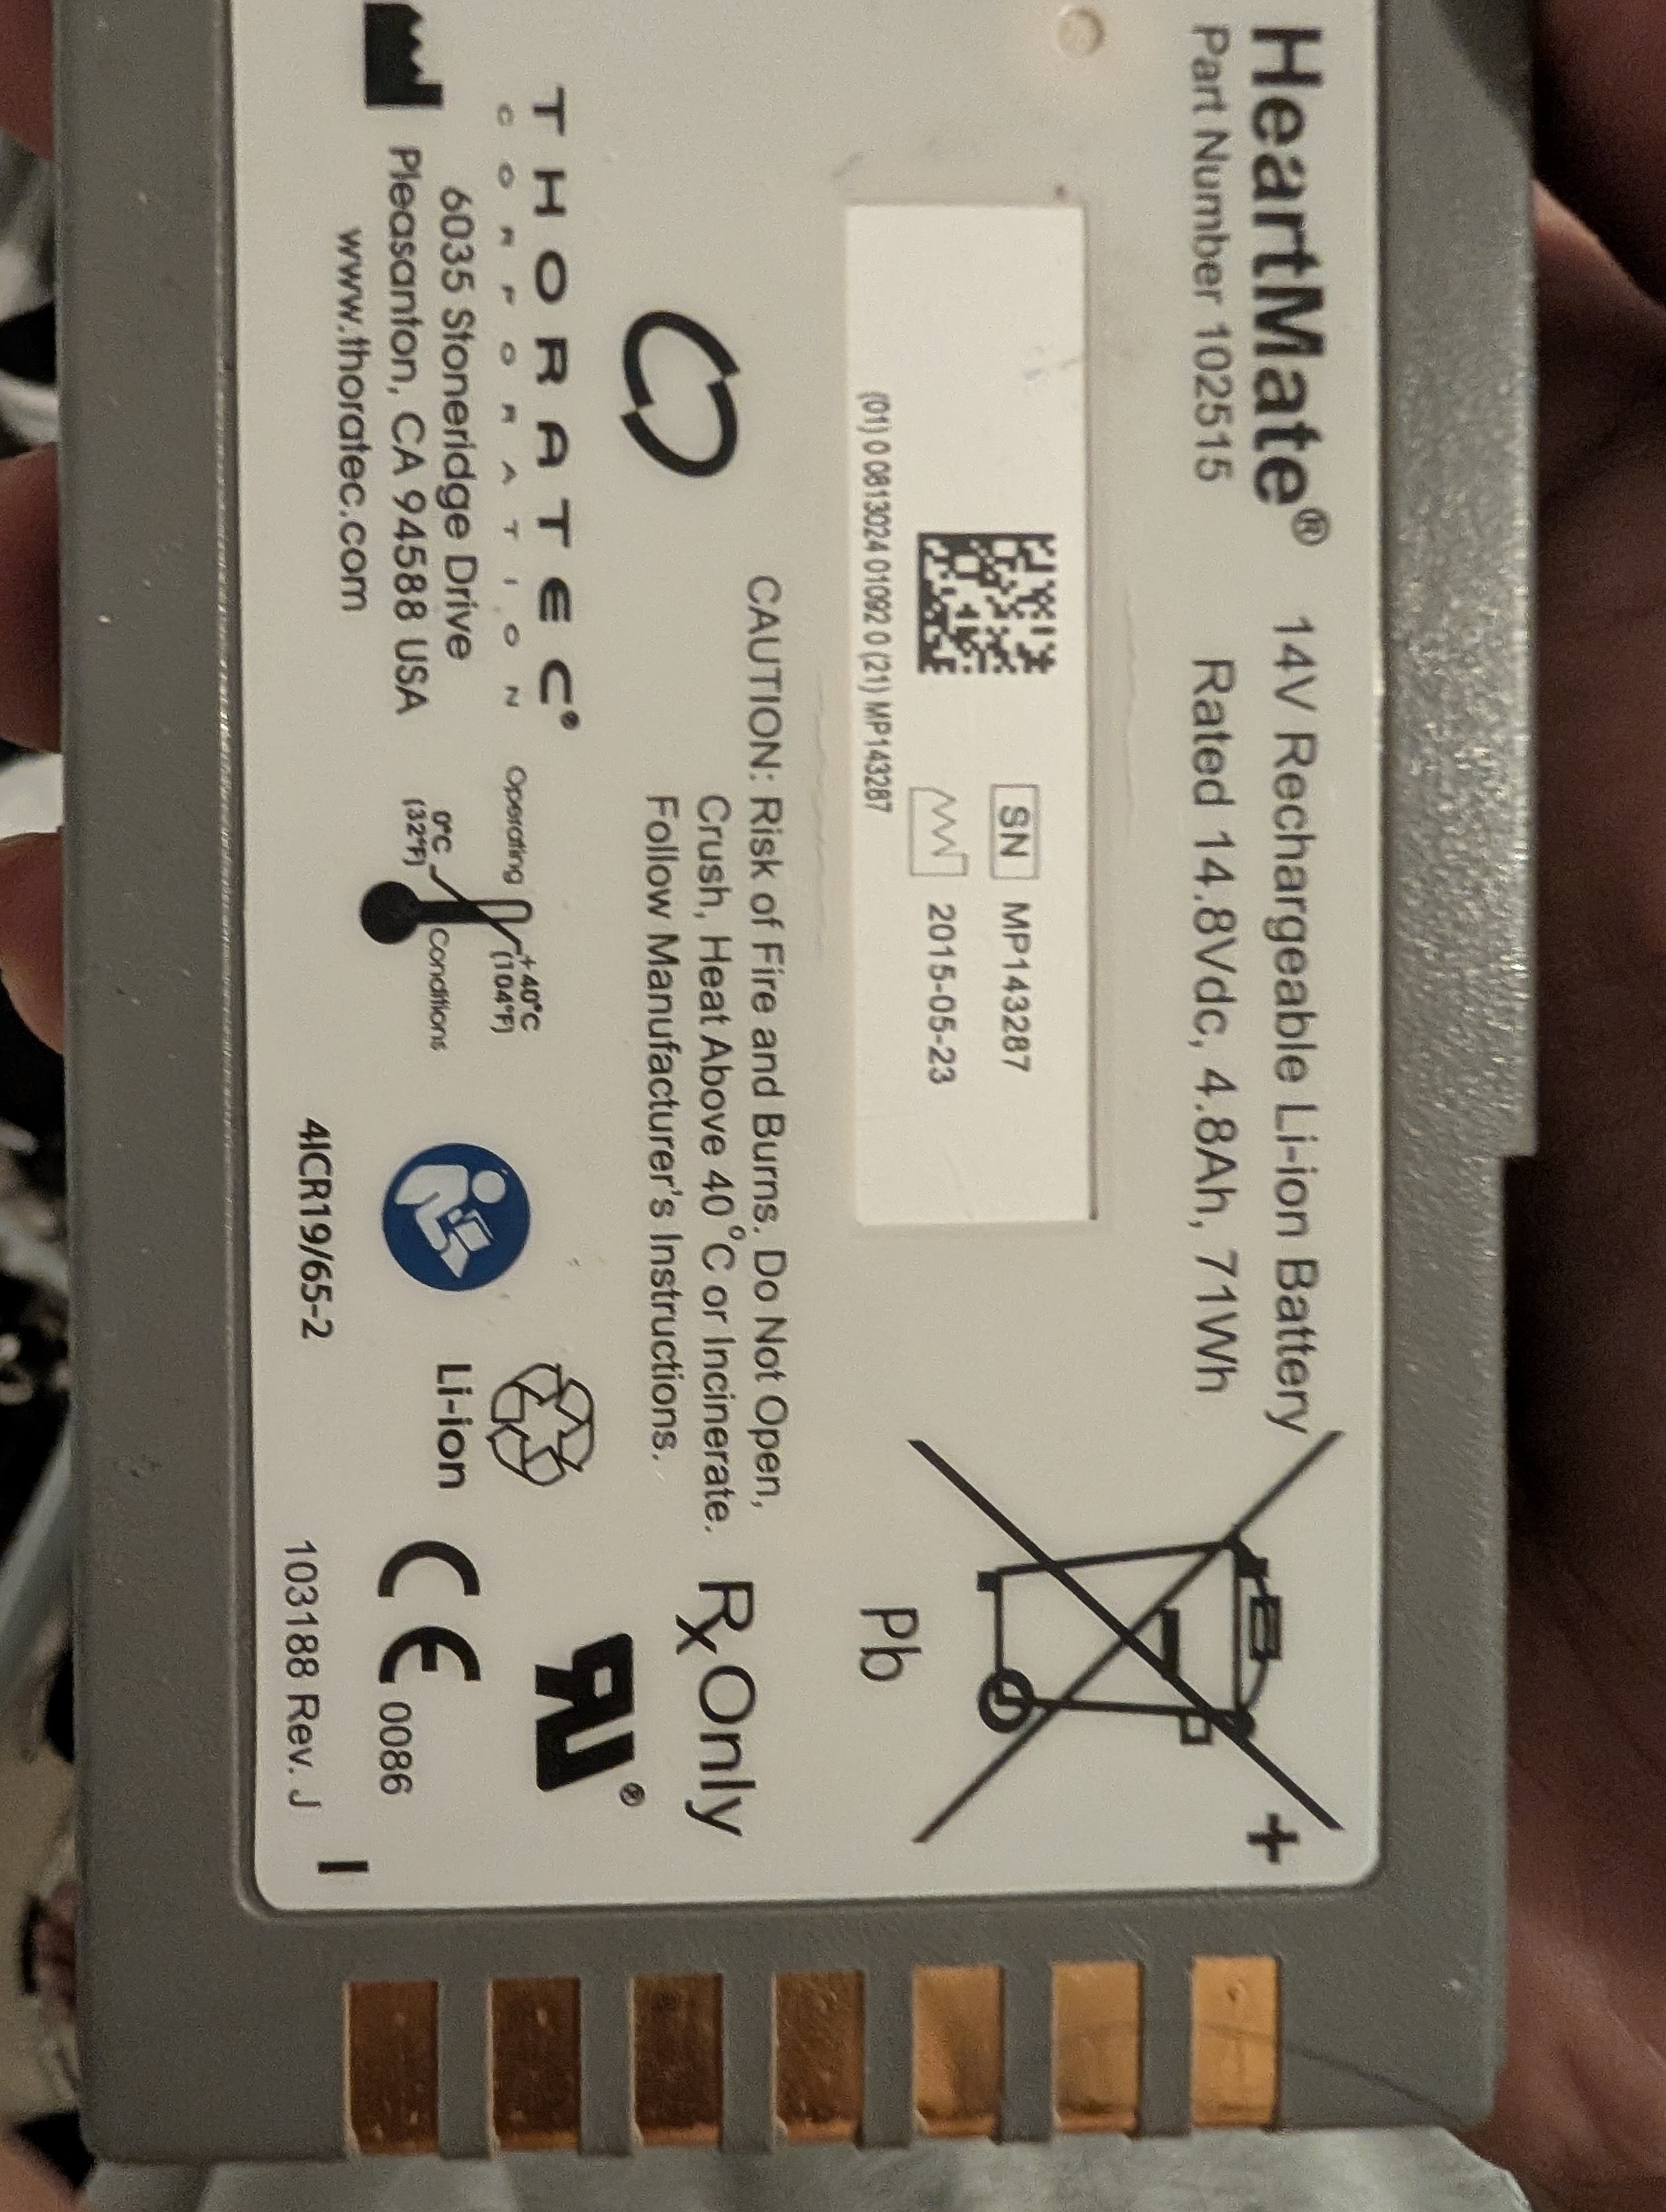 HeartMate® 14V Rechargeable Li-ion Battery
Part Number 102515 Rated 14.8Vdc, 4.8Ah, 71Wh
+
SN MP143287
2015-05-23
(01) 0 0813024 01092 0 (21) MP143287
Pb
CAUTION: Risk of Fire and Burns. Do Not Open,
Crush, Heat Above 40°C or Incinerate.
Follow Manufacturer's Instructions.
Rx Only
THORATEC®
CORPORATION
6035 Stoneridge Drive
Pleasanton, CA 94588 USA
www.thoratec.com
Operating
+40°C
(104°F)
0°C
(32°F)
Conditions
4ICR19/65-2
Li-ion
RU®
CE 0086
103188 Rev. J
–